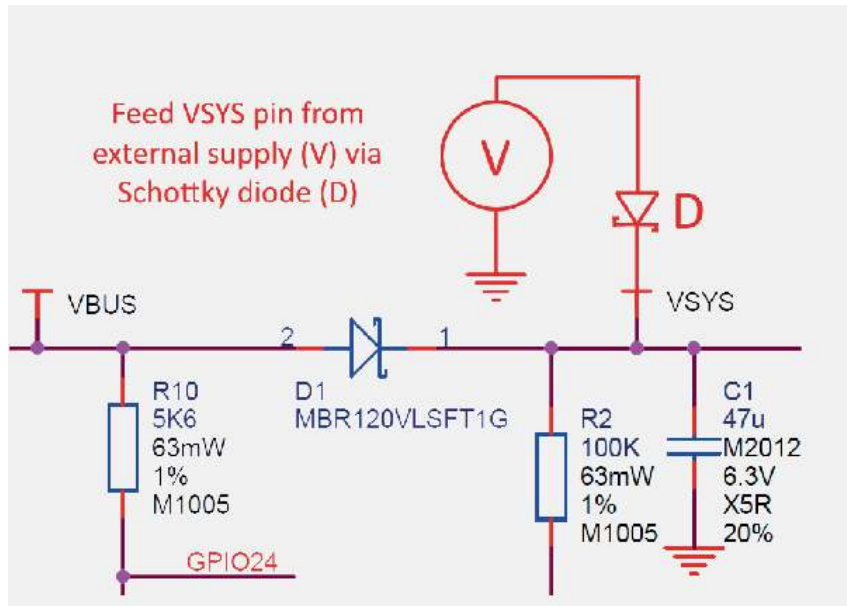 Feed VSYS pin from
external supply (V) via
Schottky diode (D)
V
D
VBUS
VSYS
2
1
R10
5K6
63mW
1%
M1005
D1
MBR120VLSFT1G
R2
100K
63mW
1%
M1005
C1
47u
M2012
6.3V
X5R
20%
GPIO24